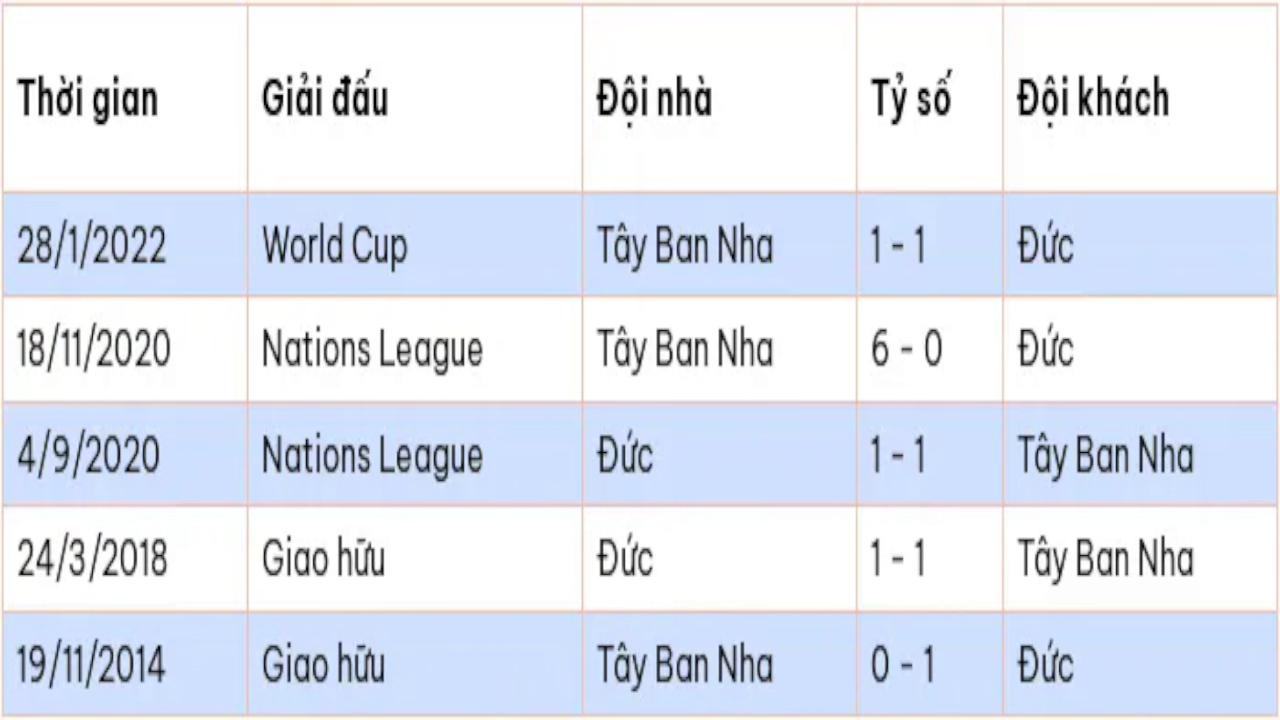 Thời gian Giải đấu Đội nhà Tỷ số Đội khách
28/1/2022 World Cup Tây Ban Nha 1 - 1 Đức
18/11/2020 Nations League Tây Ban Nha 6 - 0 Đức
4/9/2020 Nations League Đức 1 - 1 Tây Ban Nha
24/3/2018 Giao hữu Đức 1 - 1 Tây Ban Nha
19/11/2014 Giao hữu Tây Ban Nha 0 - 1 Đức